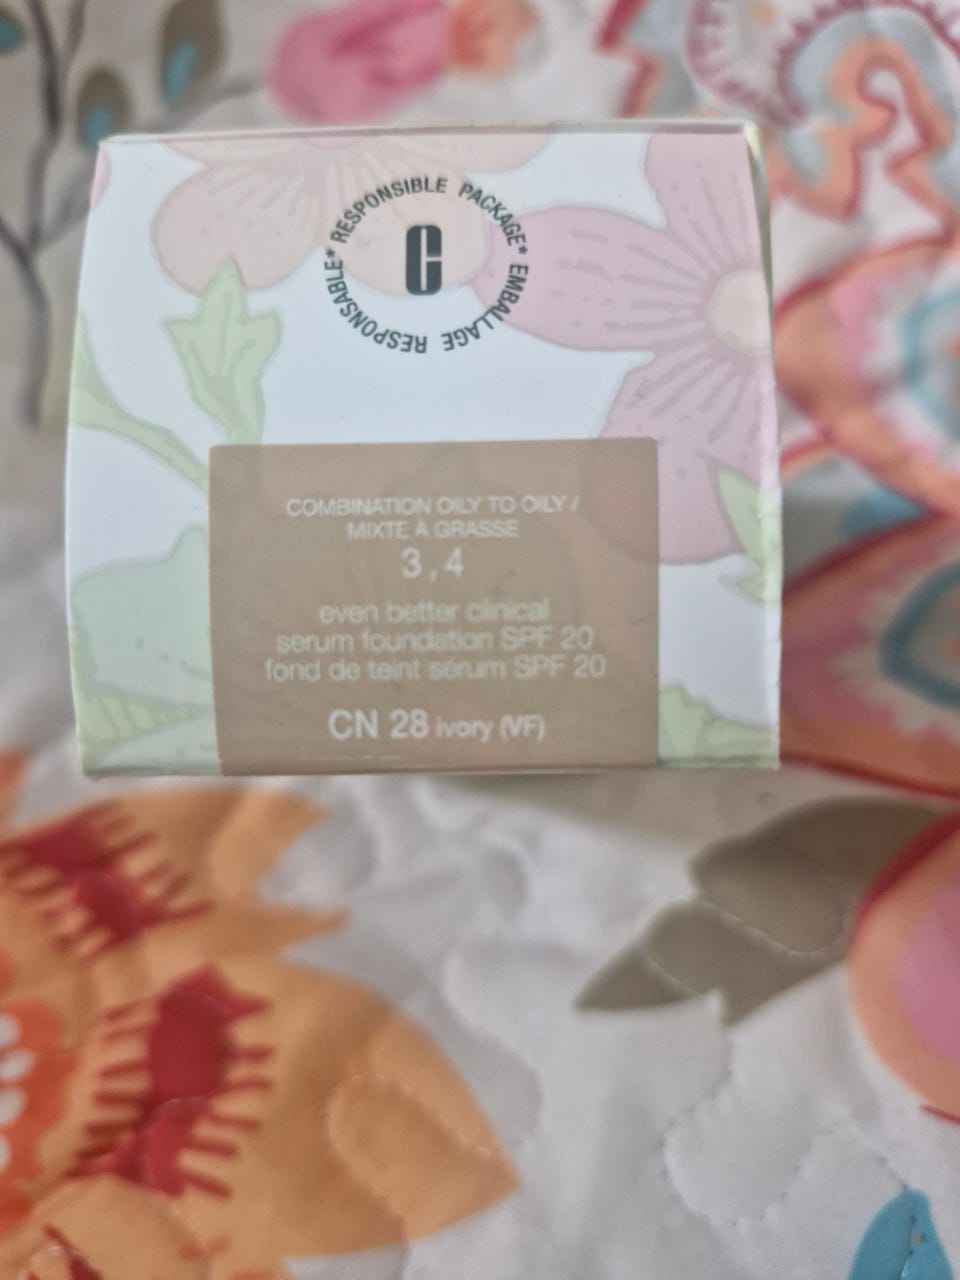 RESPONSIBLE PACKAGE* EMBALLAGE RESPONSABLE*
C
COMBINATION OILY TO OILY /
MIXTE À GRASSE
3 , 4
even better clinical
serum foundation SPF 20
fond de teint sérum SPF 20
CN 28 ivory (VF)